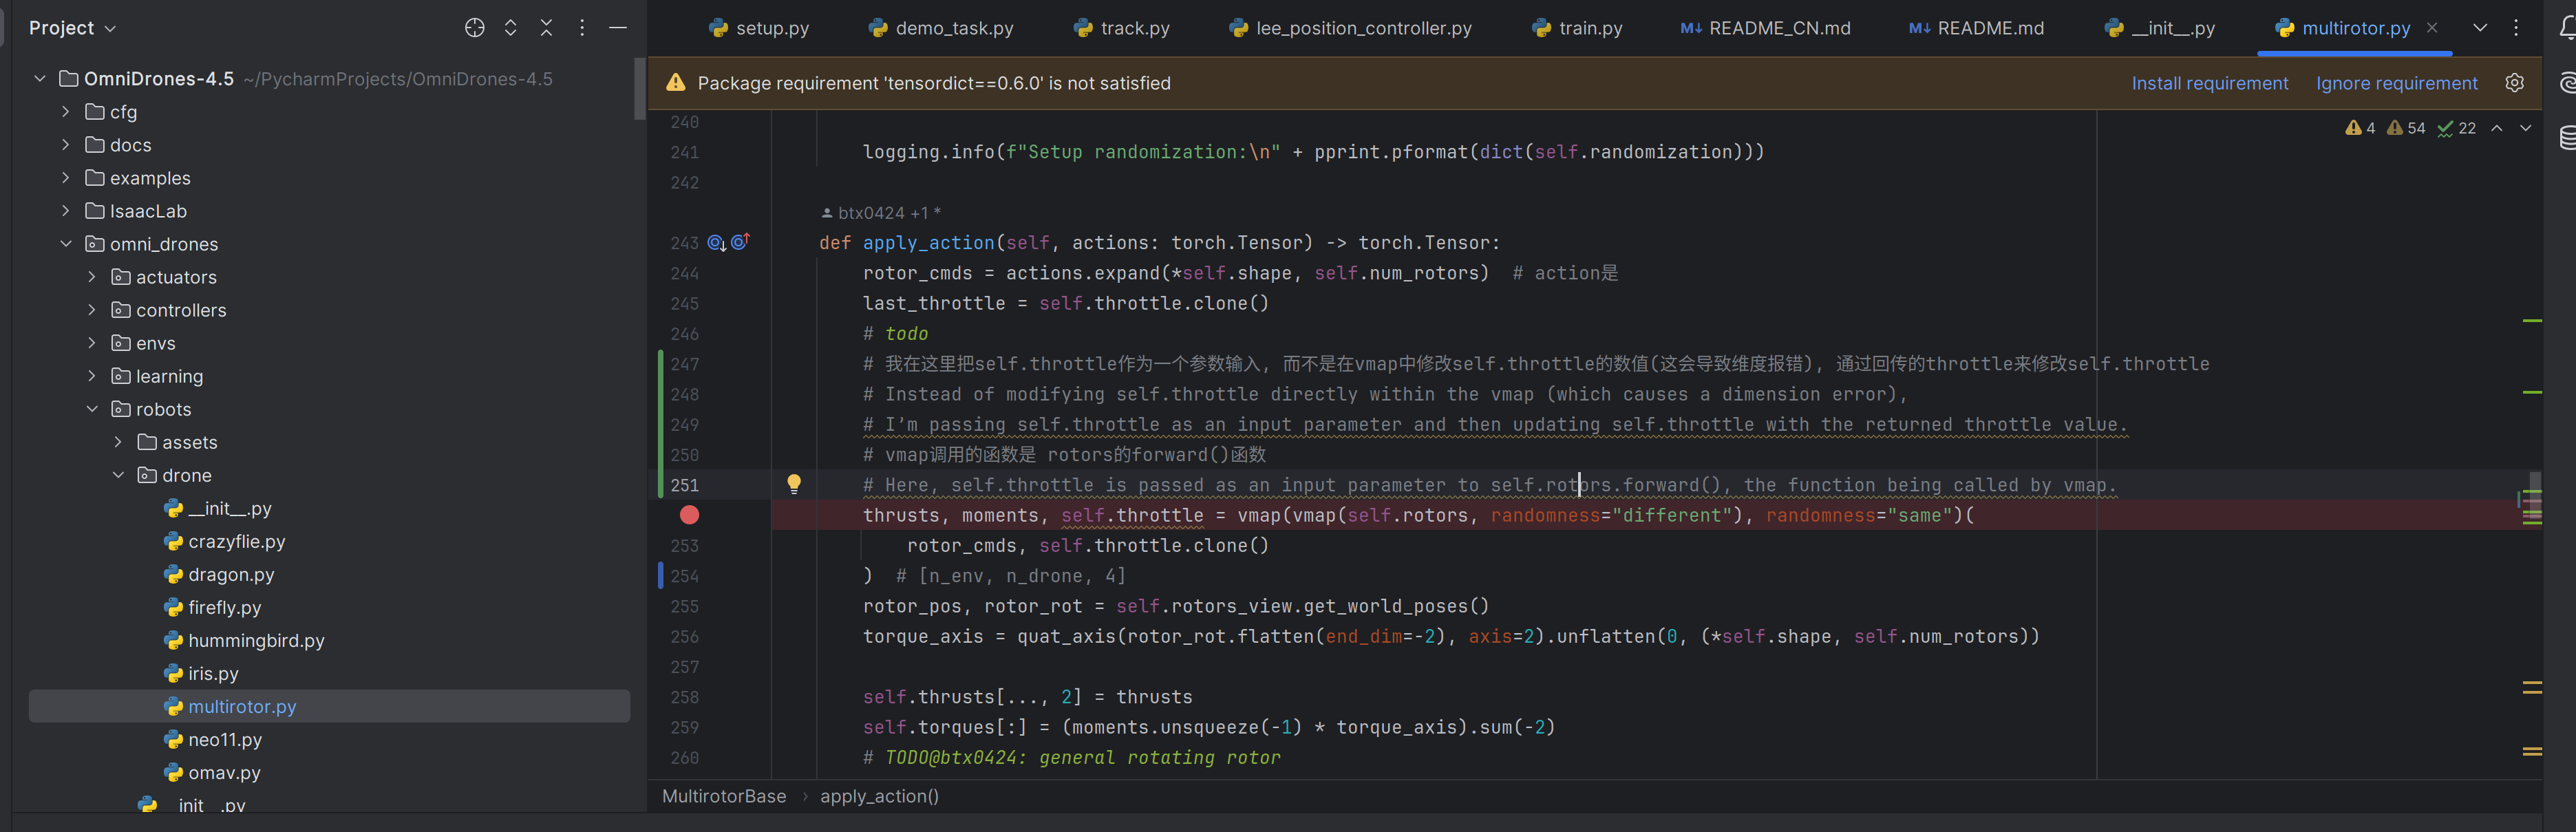 Project
OmniDrones-4.5 ~/PycharmProjects/OmniDrones-4.5
cfg
docs
examples
IsaacLab
omni_drones
actuators
controllers
envs
learning
robots
assets
drone
__init__.py
crazyflie.py
dragon.py
firefly.py
hummingbird.py
iris.py
multirotor.py
neo11.py
omav.py
__init__.py
setup.py demo_task.py track.py lee_position_controller.py train.py M↓ README_CN.md M↓ README.md __init__.py multirotor.py
Package requirement 'tensordict==0.6.0' is not satisfied Install requirement Ignore requirement
4 54 22
240
241 logging.info(f"Setup randomization:\n" + pprint.pformat(dict(self.randomization)))
242
btx0424 +1 *
243 def apply_action(self, actions: torch.Tensor) -> torch.Tensor:
244 rotor_cmds = actions.expand(*self.shape, self.num_rotors) # action是
245 last_throttle = self.throttle.clone()
246 # todo
247 # 我在这里把self.throttle作为一个参数输入, 而不是在vmap中修改self.throttle的数值(这会导致维度报错), 通过回传的throttle来修改self.throttle
248 # Instead of modifying self.throttle directly within the vmap (which causes a dimension error),
249 # I’m passing self.throttle as an input parameter and then updating self.throttle with the returned throttle value.
250 # vmap调用的函数是 rotors的forward()函数
251 # Here, self.throttle is passed as an input parameter to self.rotors.forward(), the function being called by vmap.
thrusts, moments, self.throttle = vmap(vmap(self.rotors, randomness="different"), randomness="same")(
253 rotor_cmds, self.throttle.clone()
254 ) # [n_env, n_drone, 4]
255 rotor_pos, rotor_rot = self.rotors_view.get_world_poses()
256 torque_axis = quat_axis(rotor_rot.flatten(end_dim=-2), axis=2).unflatten(0, (*self.shape, self.num_rotors))
257
258 self.thrusts[..., 2] = thrusts
259 self.torques[:] = (moments.unsqueeze(-1) * torque_axis).sum(-2)
260 # TODO@btx0424: general rotating rotor
MultirotorBase › apply_action()